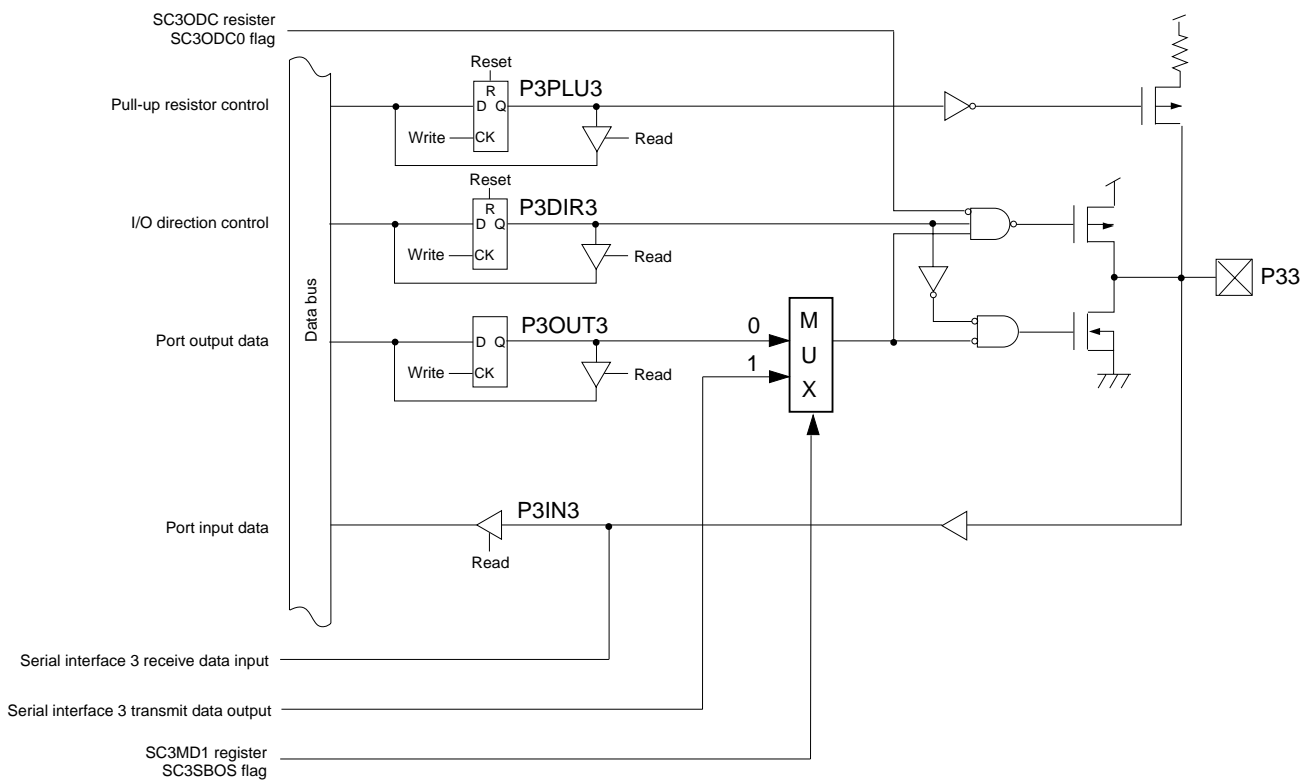 SC3ODC resister
SC3ODC0 flag
Reset
Pull-up resistor control
R
D Q
P3PLU3
Write
CK
Read
Reset
I/O direction control
R
D Q
P3DIR3
Write
CK
Read
P33
Data bus
Port output data
D Q
P3OUT3
Write
CK
Read
0
1
M
U
X
Port input data
P3IN3
Read
Serial interface 3 receive data input
Serial interface 3 transmit data output
SC3MD1 register
SC3SBOS flag